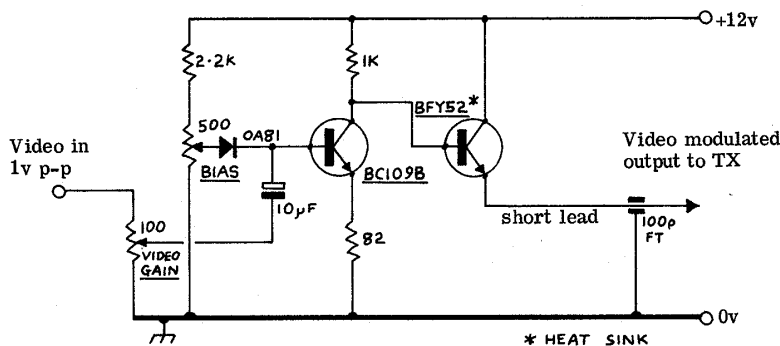 +12v
2·2K
1K
BFY52*
500
OA81
Video in
1v p-p
BIAS
BC109B
Video modulated
output to TX
10µF
short lead
100p
FT
100
VIDEO
GAIN
82
0v
* HEAT SINK